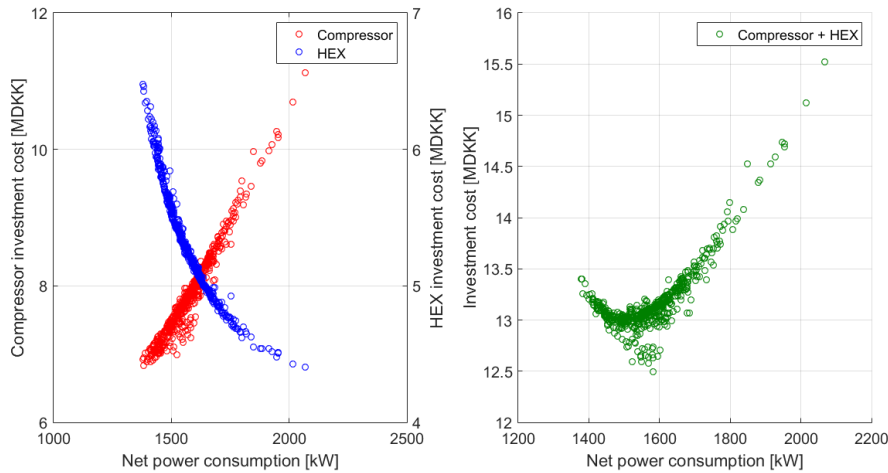 12
10
8
6
Compressor investment cost [MDKK]
Compressor
HEX
7
6
5
4
HEX investment cost [MDKK]
1000 1500 2000 2500
Net power consumption [kW]
16
15.5
15
14.5
14
13.5
13
12.5
12
Investment cost [MDKK]
Compressor + HEX
1200 1400 1600 1800 2000 2200
Net power consumption [kW]